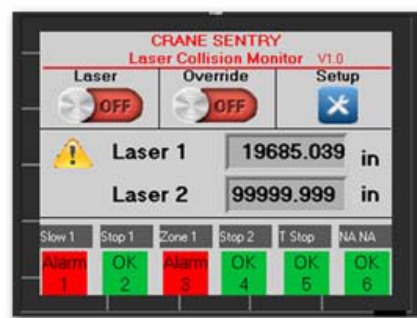 CRANE SENTRY
Laser Collision Monitor V1.0
Laser Override Setup
OFF OFF
Laser 1 19685.039 in
Laser 2 99999.999 in
Slow 1 Stop 1 Zone 1 Stop 2 T Stop NA NA
Alarm OK Alarm OK OK OK
1 2 3 4 5 6